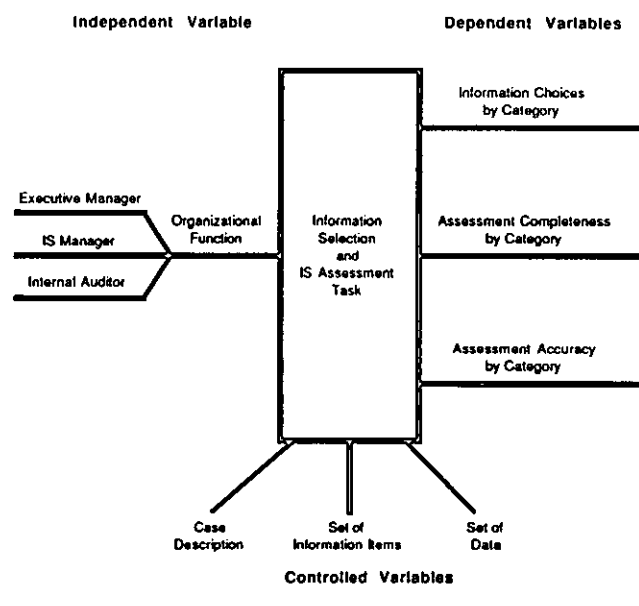 Independent Variable
Dependent Variables
Information Choices
by Category
Executive Manager
IS Manager
Internal Auditor
Organizational
Function
Information
Selection
and
IS Assessment
Task
Assessment Completeness
by Category
Assessment Accuracy
by Category
Case
Description
Set of
Information Items
Set of
Data
Controlled Variables